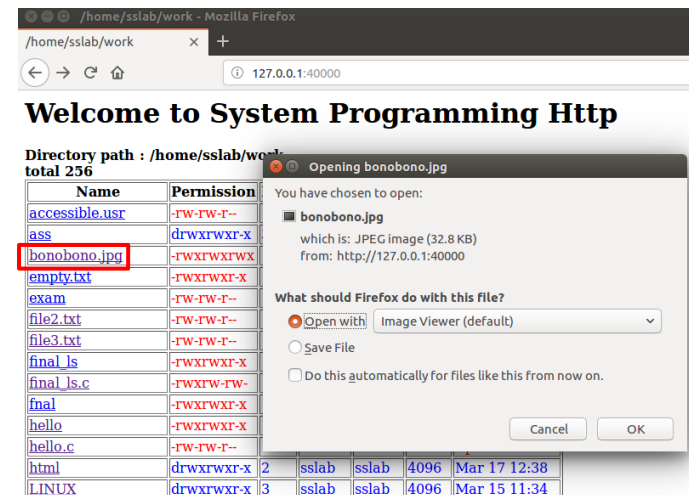 /home/sslab/work - Mozilla Firefox
/home/sslab/work × +
127.0.0.1:40000
Welcome to System Programming Http
Directory path : /home/sslab/work
total 256
Name Permission
accessible.usr -rw-rw-r--
ass drwxrwxr-x
bonobono.jpg -rwxrwxrwx
empty.txt -rwxrwxr-x
exam -rw-rw-r--
file2.txt -rw-rw-r--
file3.txt -rw-rw-r--
final_ls -rwxrwxr-x
final_ls.c -rwxrw-rw-
fnal -rwxrwxr-x
hello -rwxrwxr-x
hello.c -rw-rw-r--
html drwxrwxr-x 2 sslab sslab 4096 Mar 17 12:38
LINUX drwxrwxr-x 3 sslab sslab 4096 Mar 15 11:34
Opening bonobono.jpg
You have chosen to open:
bonobono.jpg
which is: JPEG image (32.8 KB)
from: http://127.0.0.1:40000
What should Firefox do with this file?
Open with Image Viewer (default)
Save File
Do this automatically for files like this from now on.
Cancel OK